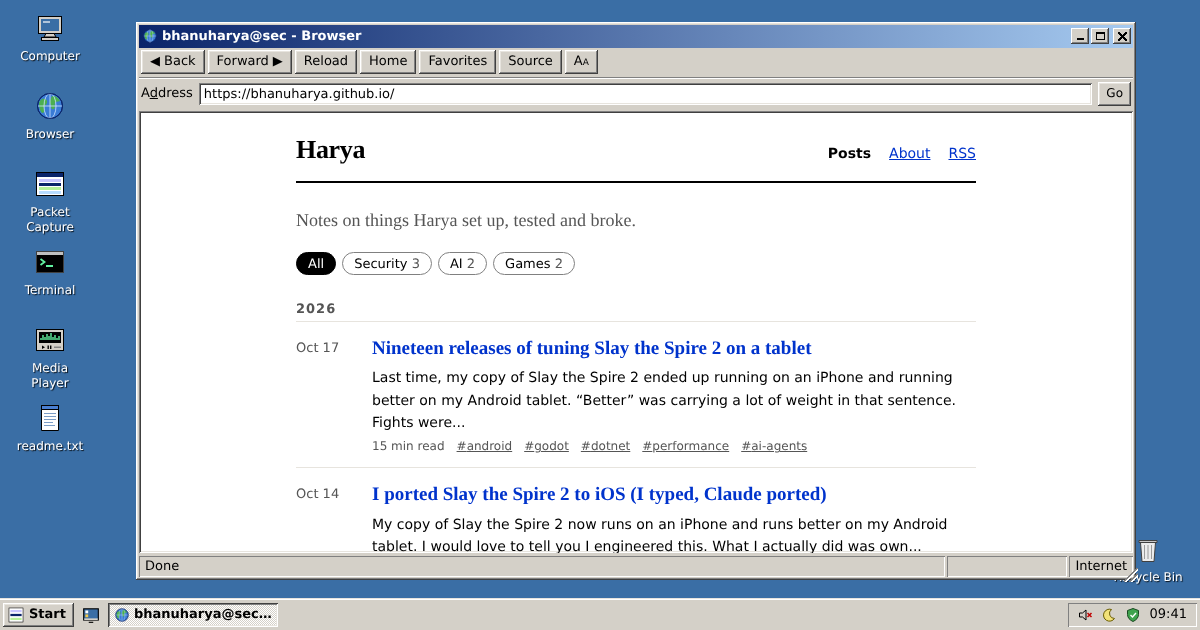 Computer
Browser
Packet
Capture
Terminal
Media
Player
readme.txt
bhanuharya@sec - Browser
◀ Back Forward ▶ Reload Home Favorites Source AA
Address https://bhanuharya.github.io/ Go
Harya
Posts About RSS
Notes on things Harya set up, tested and broke.
All Security 3 AI 2 Games 2
2026
Oct 17 Nineteen releases of tuning Slay the Spire 2 on a tablet
Last time, my copy of Slay the Spire 2 ended up running on an iPhone and running
better on my Android tablet. “Better” was carrying a lot of weight in that sentence.
Fights were...
15 min read #android #godot #dotnet #performance #ai-agents
Oct 14 I ported Slay the Spire 2 to iOS (I typed, Claude ported)
My copy of Slay the Spire 2 now runs on an iPhone and runs better on my Android
tablet. I would love to tell you I engineered this. What I actually did was own...
Done Internet
Bin
Start bhanuharya@sec... 09:41